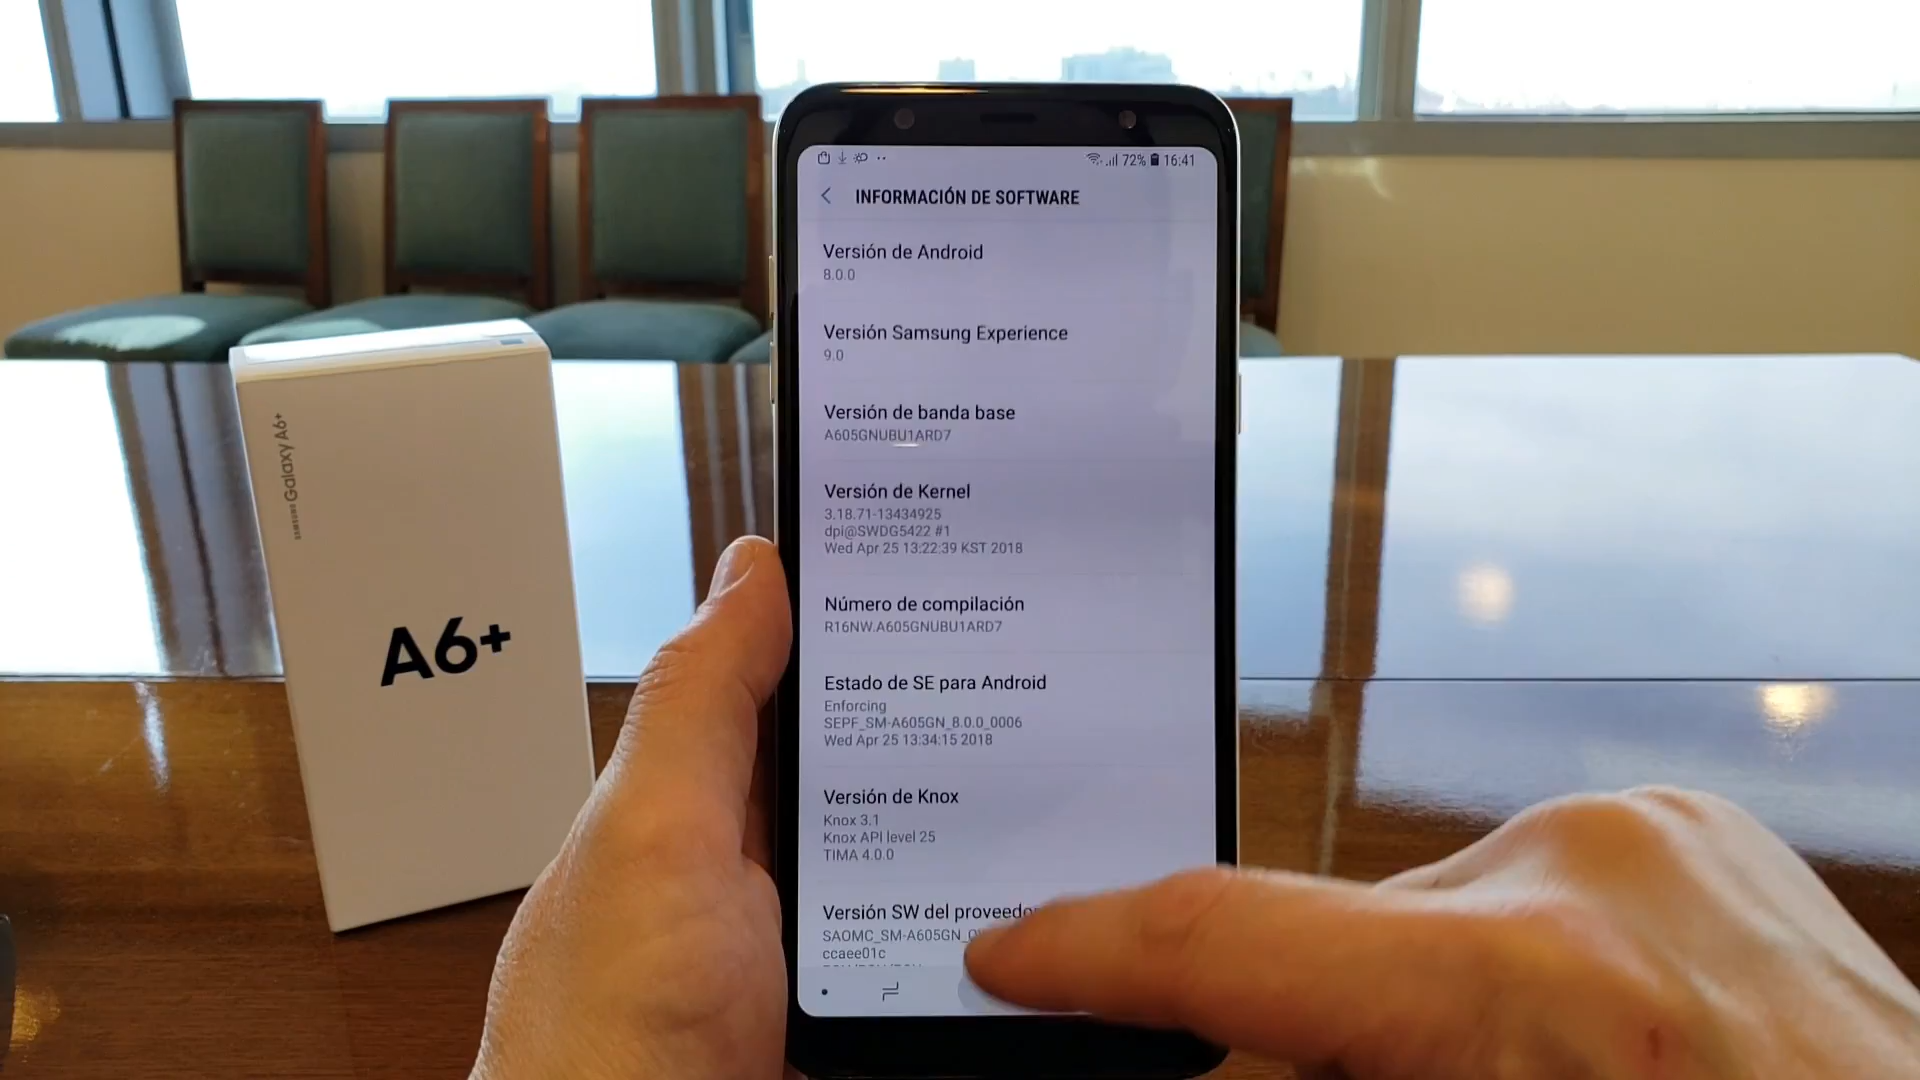 SAMSUNG Galaxy A6+
A6+
72% 16:41
INFORMACIÓN DE SOFTWARE
Versión de Android
8.0.0
Versión Samsung Experience
9.0
Versión de banda base
A605GNUBU1ARD7
Versión de Kernel
3.18.71-13434925
dpi@SWDG5422 #1
Wed Apr 25 13:22:39 KST 2018
Número de compilación
R16NW.A605GNUBU1ARD7
Estado de SE para Android
Enforcing
SEPF_SM-A605GN_8.0.0_0006
Wed Apr 25 13:34:15 2018
Versión de Knox
Knox 3.1
Knox API level 25
TIMA 4.0.0
Versión SW del proveedor
SAOMC_SM-A605GN_O
ccaee01c